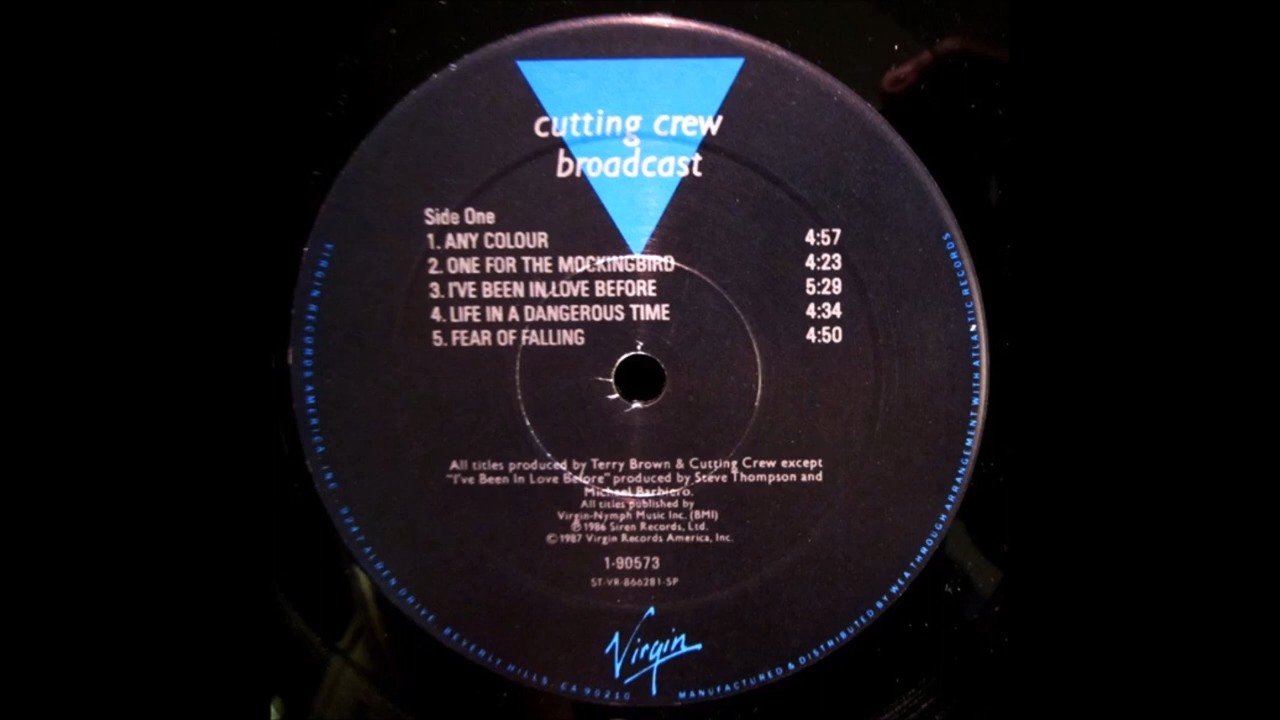 cutting crew
broadcast
Side One
1. ANY COLOUR 4:57
2. ONE FOR THE MOCKINGBIRD 4:23
3. I'VE BEEN IN LOVE BEFORE 5:29
4. LIFE IN A DANGEROUS TIME 4:34
5. FEAR OF FALLING 4:50
All titles produced by Terry Brown & Cutting Crew except
"I've Been In Love Before" produced by Steve Thompson and
Michael Barbiero.
All titles published by
Virgin-Nymph Music Inc. (BMI)
℗ 1986 Siren Records, Ltd.
© 1987 Virgin Records America, Inc.
1-90573
ST-VR-866281-SP
Virgin
VIRGIN RECORDS AMERICA, INC. 9247 ALDEN DRIVE, BEVERLY HILLS, CA 90210
MANUFACTURED & DISTRIBUTED BY WEA THROUGH ARRANGEMENT WITH ATLANTIC RECORDS